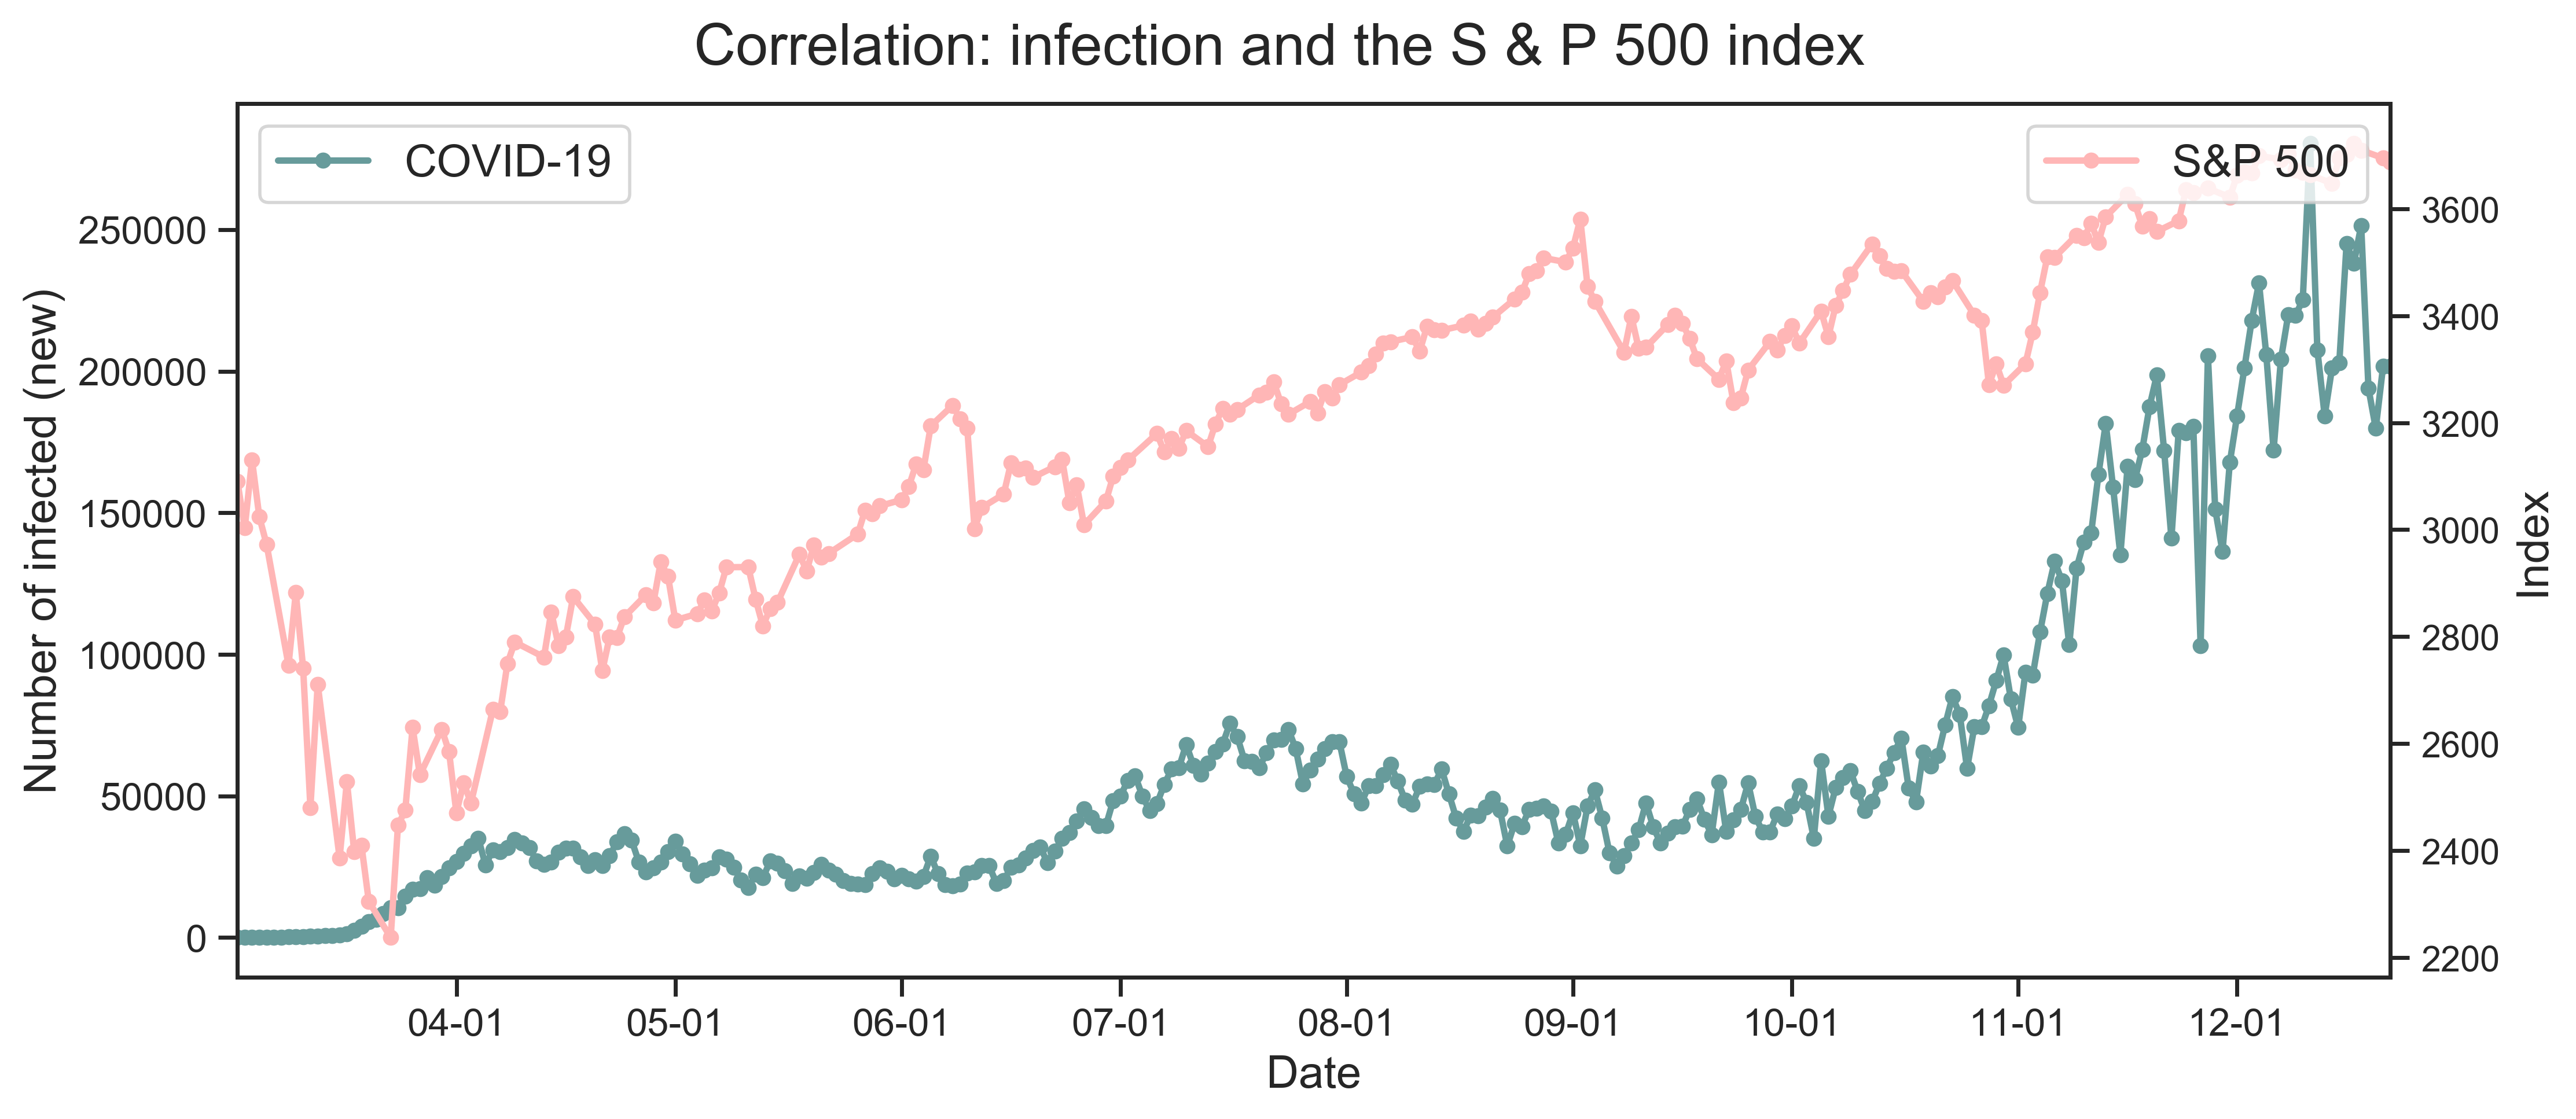 Correlation: infection and the S & P 500 index
COVID-19
S&P 500
Number of infected (new)
250000
200000
150000
100000
50000
0
3600
3400
3200
3000
2800
2600
2400
2200
Index
04-01 05-01 06-01 07-01 08-01 09-01 10-01 11-01 12-01
Date